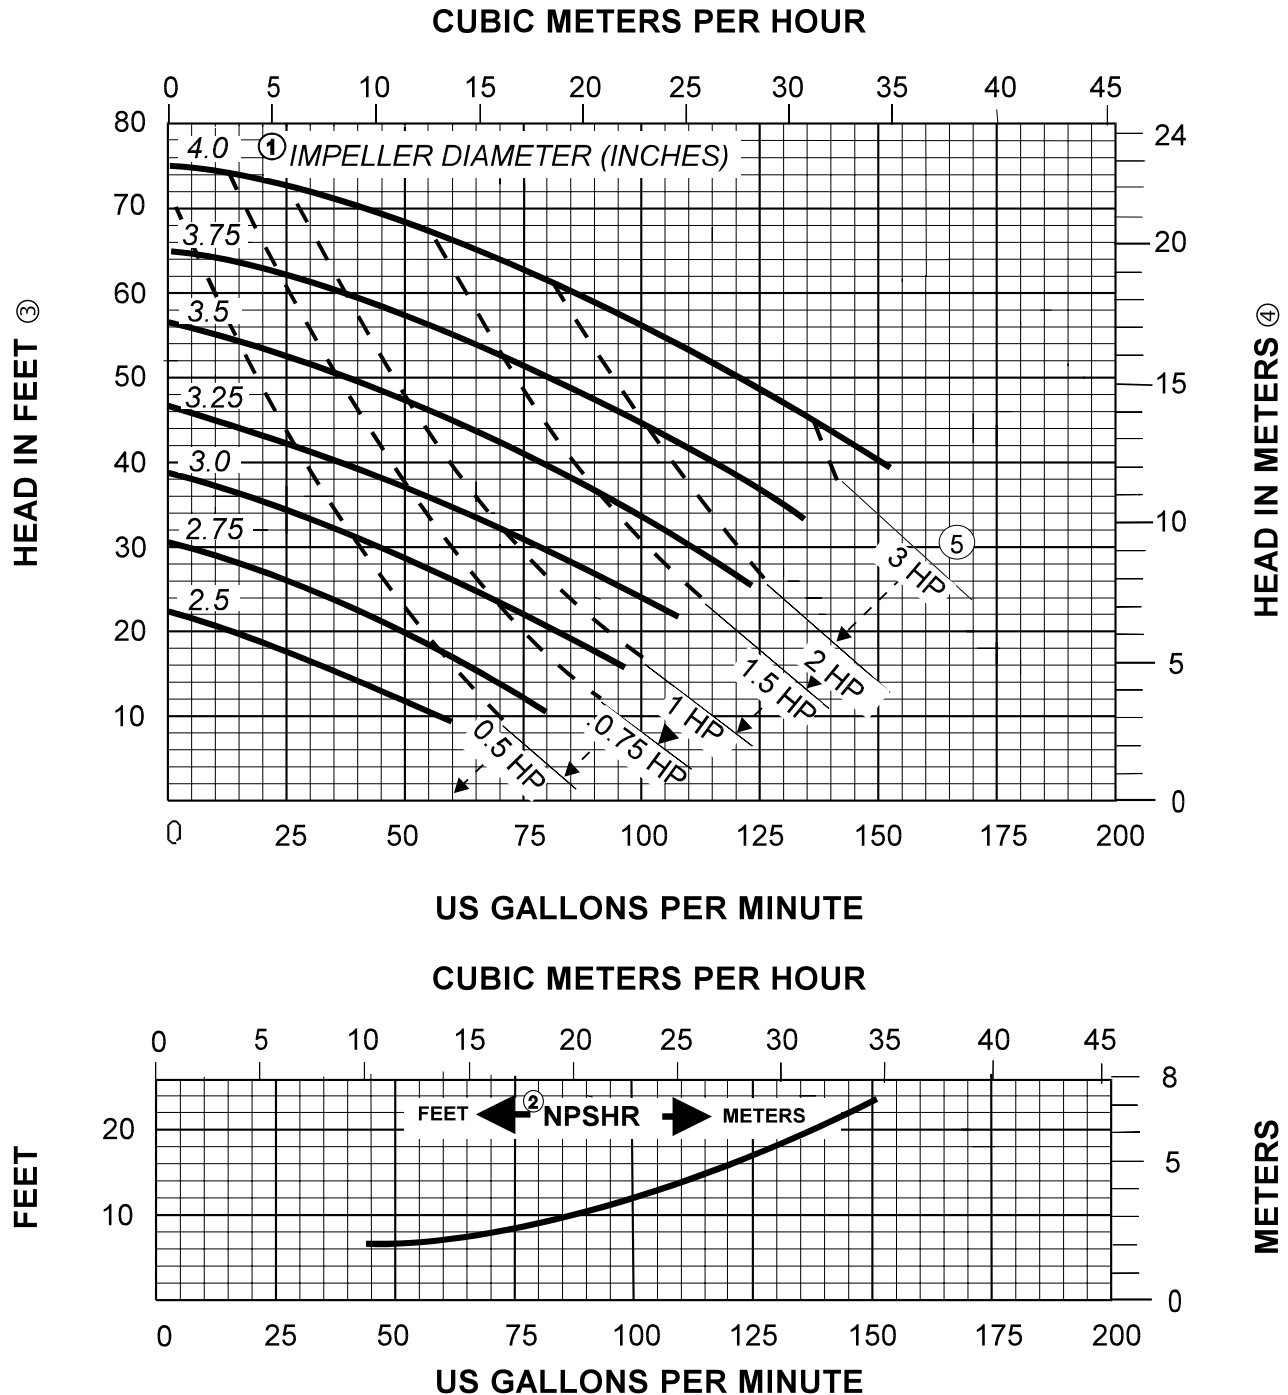 CUBIC METERS PER HOUR
0 5 10 15 20 25 30 35 40 45
80 24
4.0 ① IMPELLER DIAMETER (INCHES)
70
3.75 20
60
3.5
50 15
3.25
40
3.0
2.75 10
30 5
3 HP
2.5
20
2 HP 5
1.5 HP
10 1 HP
0.75 HP
0.5 HP
0
0 25 50 75 100 125 150 175 200
HEAD IN FEET ③
HEAD IN METERS ④
US GALLONS PER MINUTE
CUBIC METERS PER HOUR
0 5 10 15 20 25 30 35 40 45
8
FEET ② NPSHR METERS
20
5
10
0
0 25 50 75 100 125 150 175 200
FEET
METERS
US GALLONS PER MINUTE